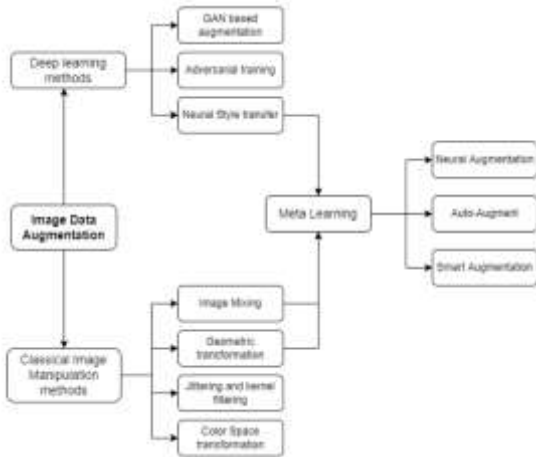 GAN based
augmentation
Deep learning
methods
Adversarial training
Neural Style transfer
Neural Augmentation
Image Data
Augmentation
Meta Learning
Auto-Augment
Smart Augmentation
Image Mixing
Geometric
transformation
Classical Image
Manipulation
methods
Jittering and kernel
filtering
Color Space
transformation